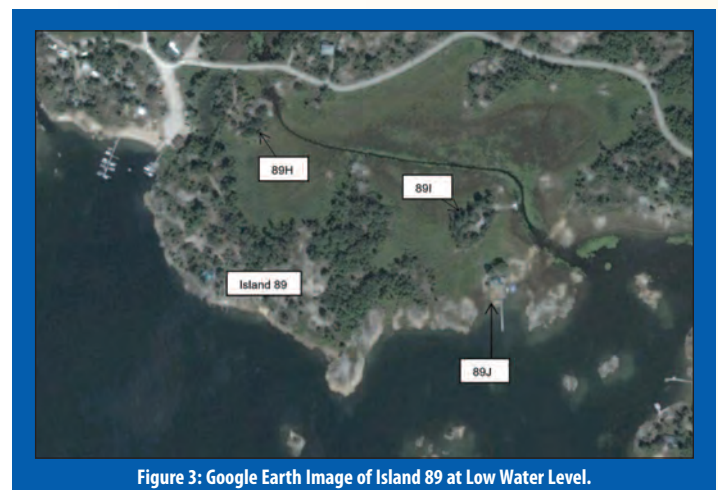 89H
89I
Island 89
89J
Figure 3: Google Earth Image of Island 89 at Low Water Level.